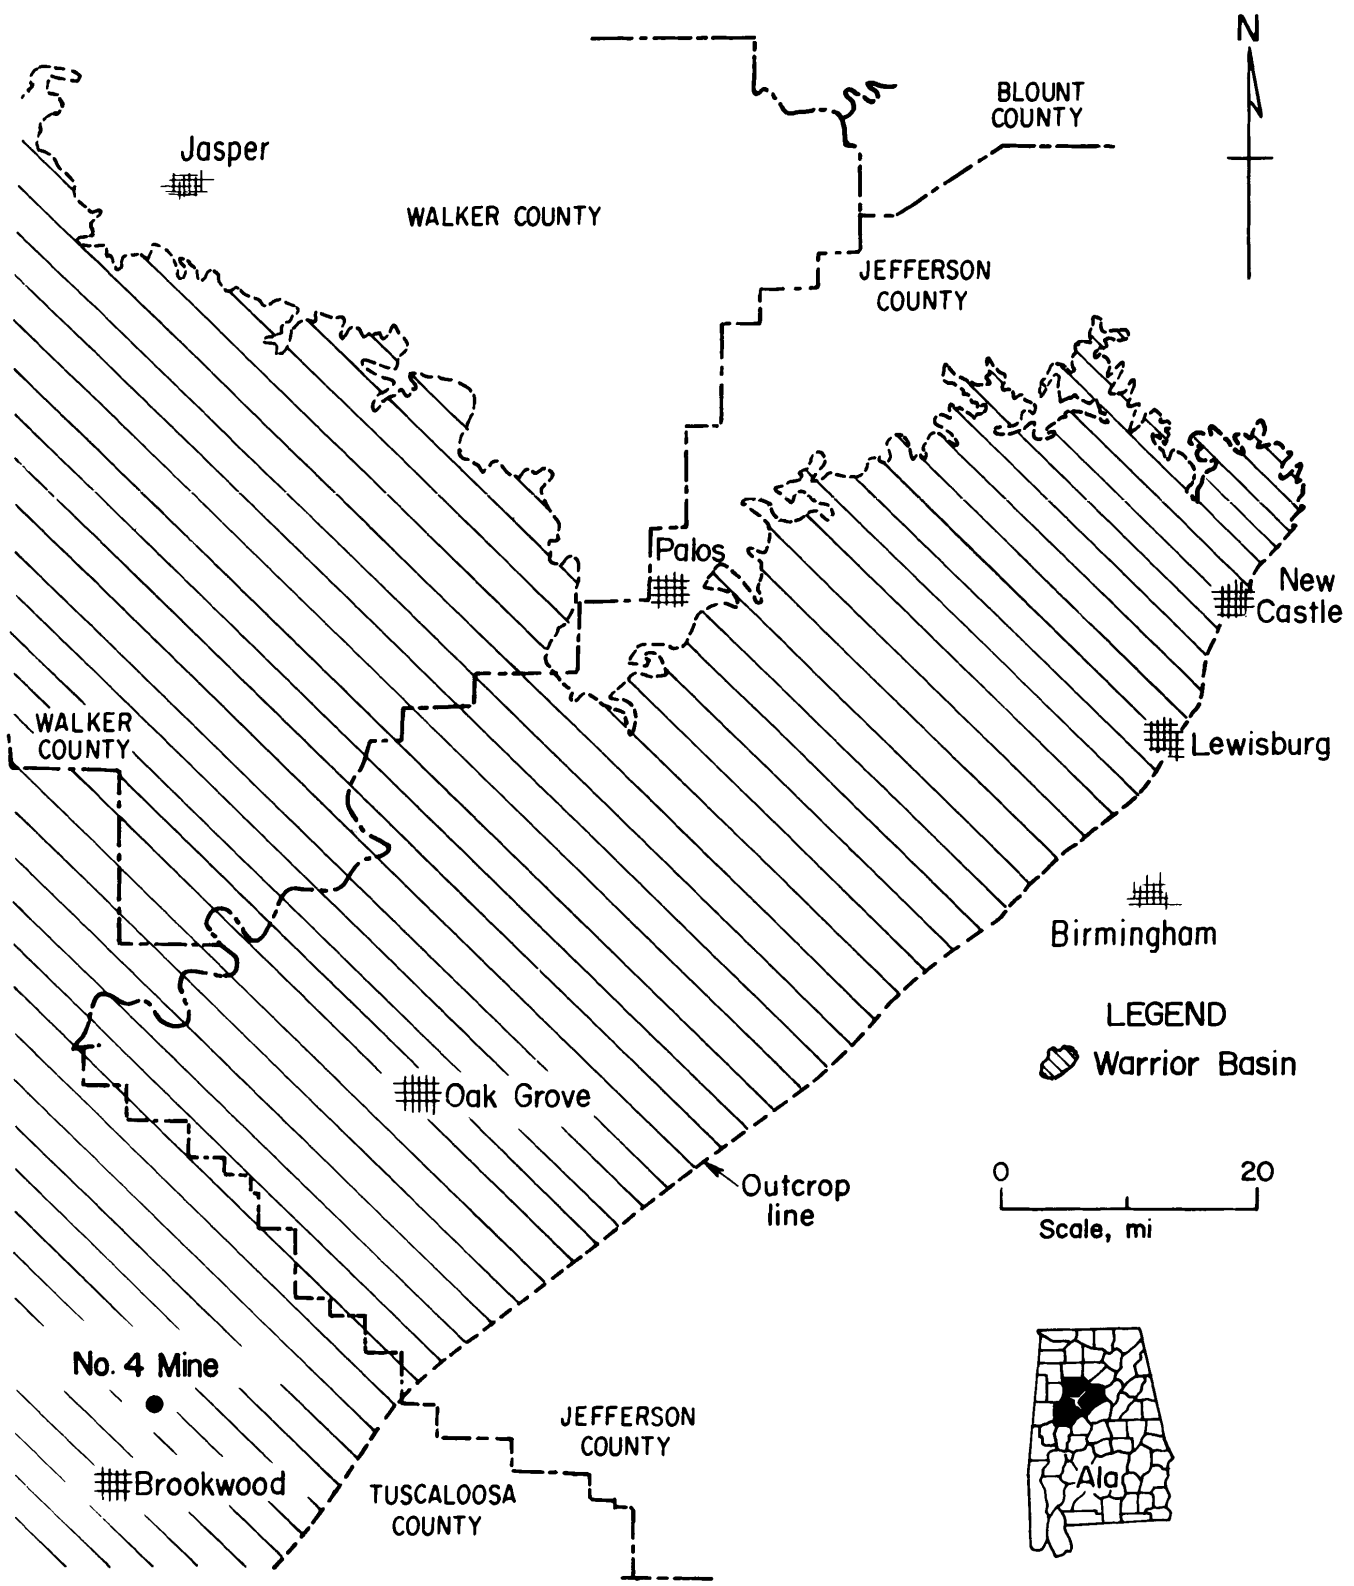 N
BLOUNT
COUNTY
Jasper
WALKER COUNTY
JEFFERSON
COUNTY
Palos
New
Castle
WALKER
COUNTY
Lewisburg
Birmingham
LEGEND
Warrior Basin
Oak Grove
0 20
Scale, mi
Outcrop
line
No. 4 Mine
Brookwood
JEFFERSON
COUNTY
TUSCALOOSA
COUNTY
Ala